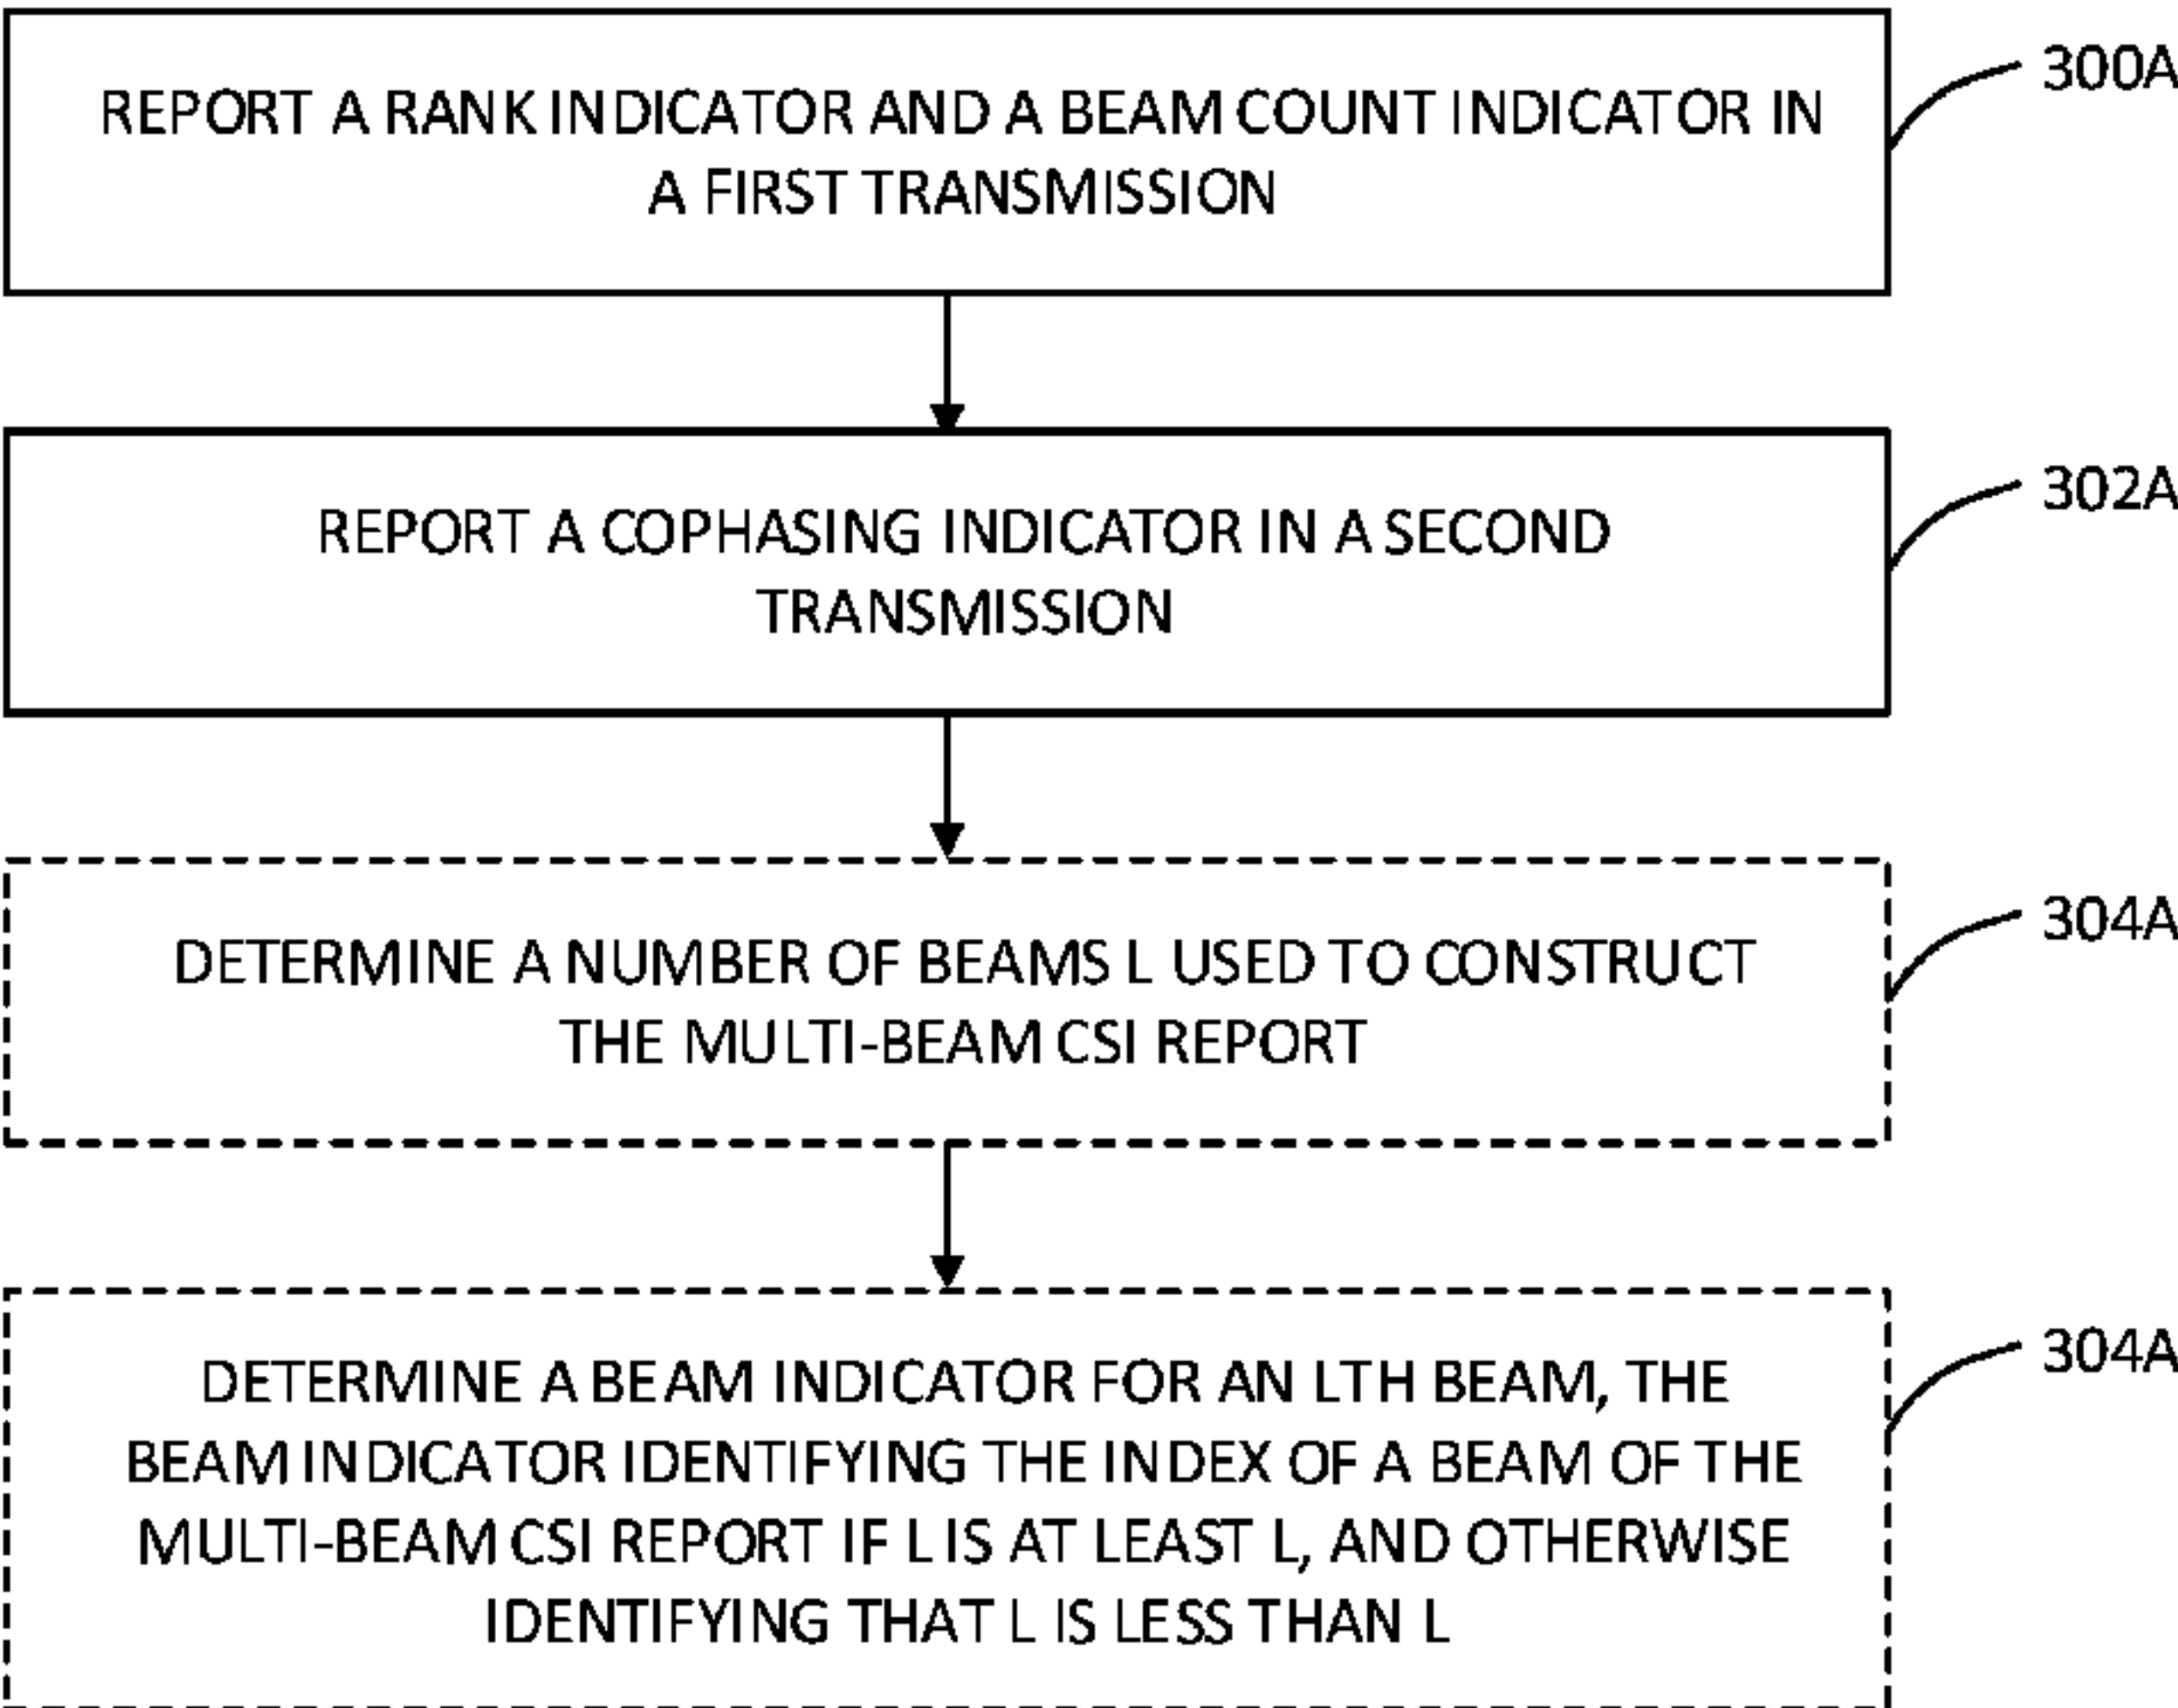 REPORT A RANK INDICATOR AND A BEAM COUNT INDICATOR IN
A FIRST TRANSMISSION
300A
REPORT A COPHASING INDICATOR IN A SECOND
TRANSMISSION
302A
DETERMINE A NUMBER OF BEAMS L USED TO CONSTRUCT
THE MULTI-BEAM CSI REPORT
304A
DETERMINE A BEAM INDICATOR FOR AN LTH BEAM, THE
BEAM INDICATOR IDENTIFYING THE INDEX OF A BEAM OF THE
MULTI-BEAM CSI REPORT IF L IS AT LEAST L, AND OTHERWISE
IDENTIFYING THAT L IS LESS THAN L
304A